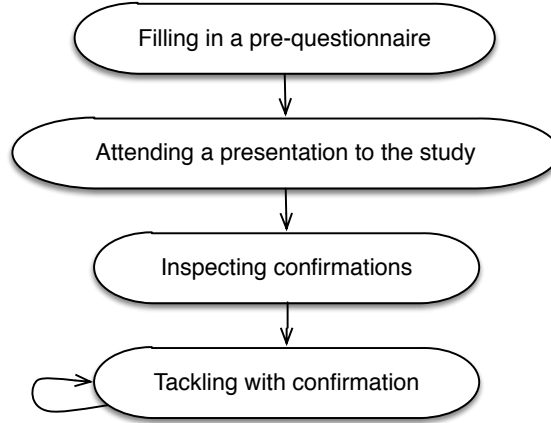 Filling in a pre-questionnaire
Attending a presentation to the study
Inspecting confirmations
Tackling with confirmation